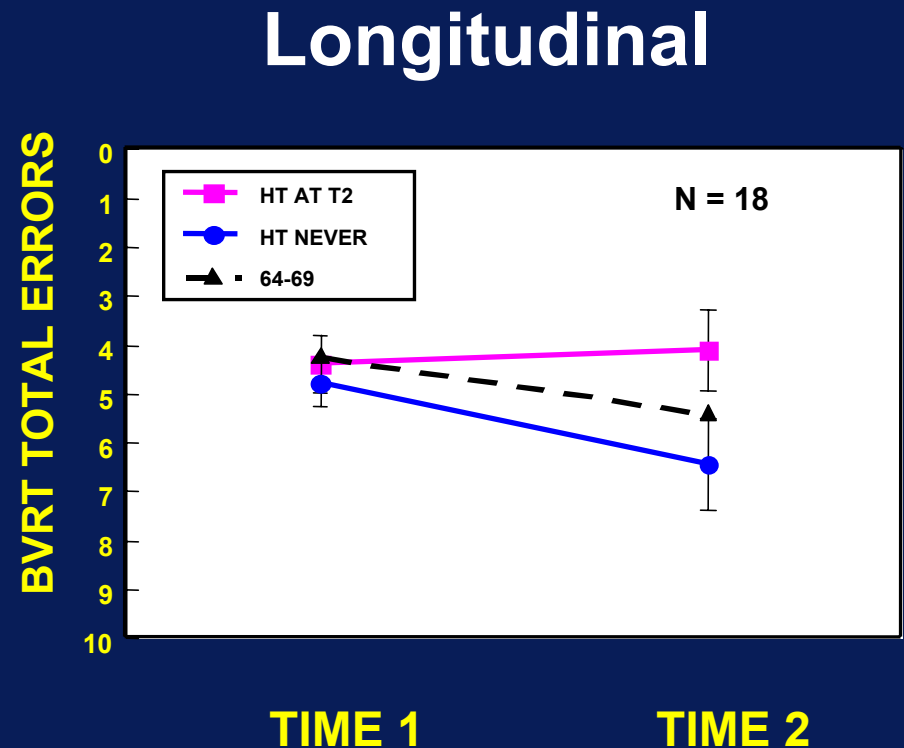 Longitudinal
BVRT TOTAL ERRORS
0
1
2
3
4
5
6
7
8
9
10
HT AT T2
HT NEVER
64-69
N = 18
TIME 1
TIME 2